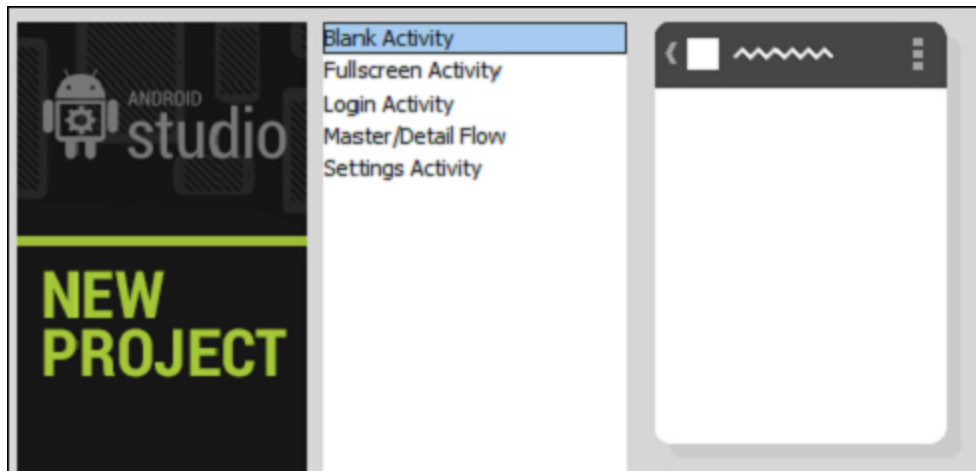 ANDROID
studio
NEW
PROJECT
Blank Activity
Fullscreen Activity
Login Activity
Master/Detail Flow
Settings Activity